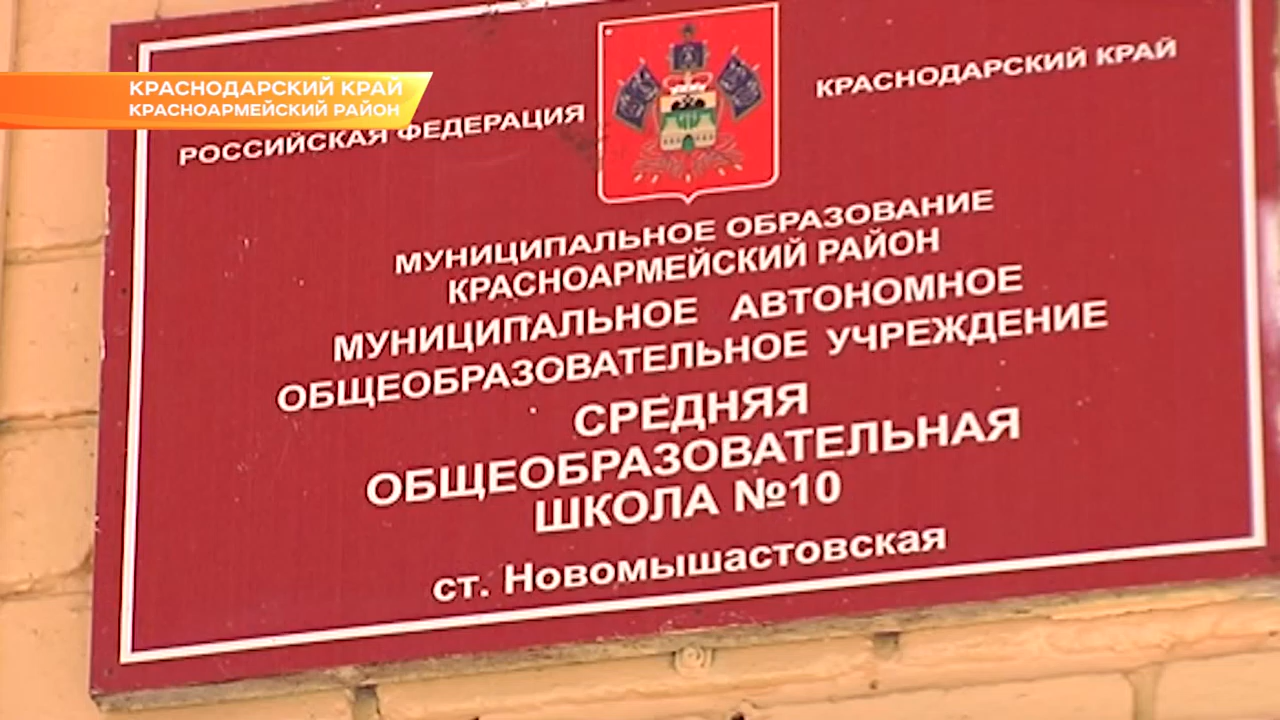 КРАСНОДАРСКИЙ КРАЙ
КРАСНОАРМЕЙСКИЙ РАЙОН
РОССИЙСКАЯ ФЕДЕРАЦИЯ
КРАСНОДАРСКИЙ КРАЙ
МУНИЦИПАЛЬНОЕ ОБРАЗОВАНИЕ
КРАСНОАРМЕЙСКИЙ РАЙОН
МУНИЦИПАЛЬНОЕ АВТОНОМНОЕ
ОБЩЕОБРАЗОВАТЕЛЬНОЕ УЧРЕЖДЕНИЕ
СРЕДНЯЯ
ОБЩЕОБРАЗОВАТЕЛЬНАЯ
ШКОЛА №10
ст. Новомышастовская